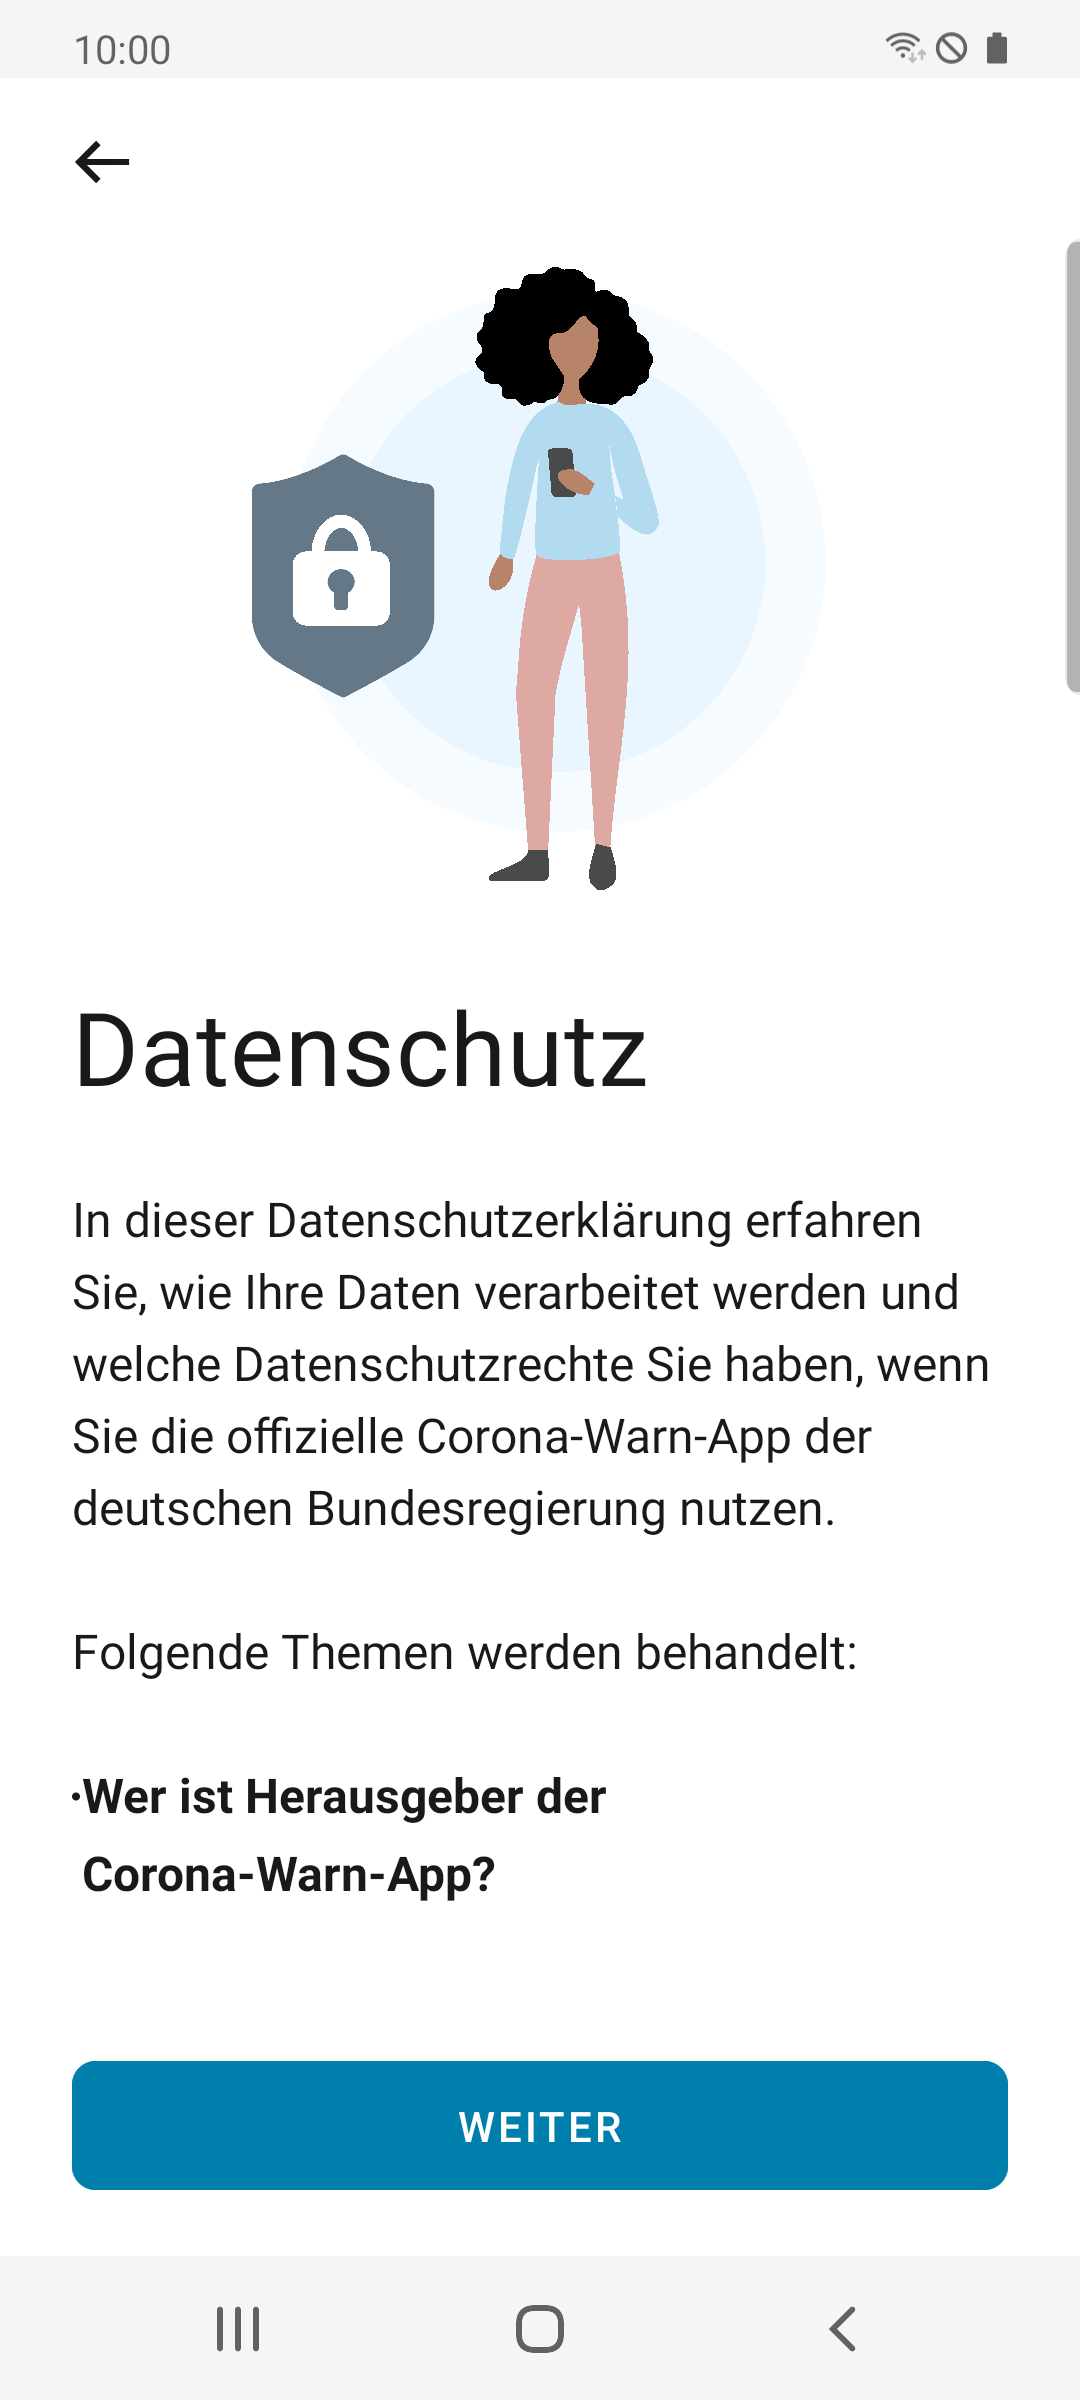 10:00
Datenschutz
In dieser Datenschutzerklärung erfahren
Sie, wie Ihre Daten verarbeitet werden und
welche Datenschutzrechte Sie haben, wenn
Sie die offizielle Corona-Warn-App der
deutschen Bundesregierung nutzen.
Folgende Themen werden behandelt:
·Wer ist Herausgeber der
Corona-Warn-App?
WEITER